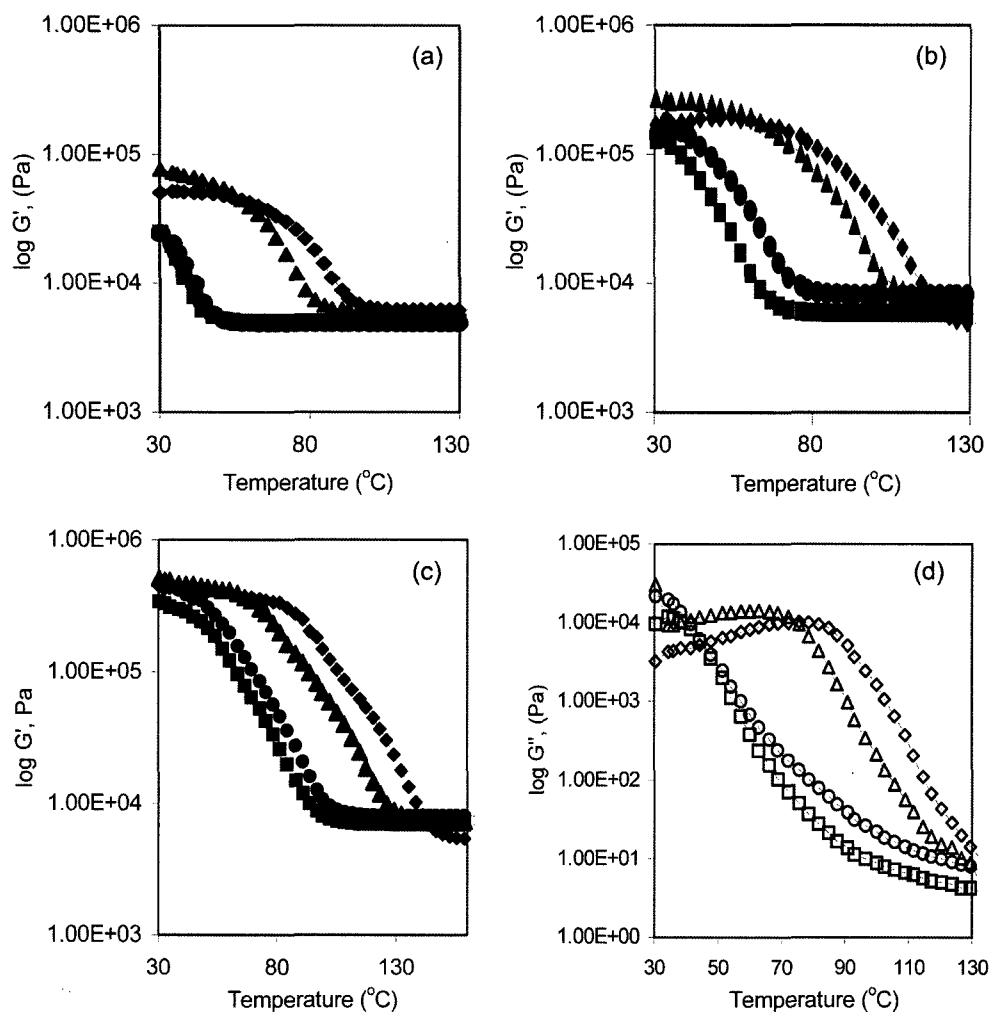 1.00E+06
(a)
1.00E+05
1.00E+04
1.00E+03
log G', (Pa)
30
80
130
Temperature (°C)
1.00E+06
(b)
1.00E+05
1.00E+04
1.00E+03
log G', (Pa)
30
80
130
Temperature (°C)
1.00E+06
(c)
1.00E+05
1.00E+04
1.00E+03
log G', Pa
30
80
130
Temperature (°C)
1.00E+05
(d)
1.00E+04
1.00E+03
1.00E+02
1.00E+01
1.00E+00
log G'', (Pa)
30
50
70
90
110
130
Temperature (°C)